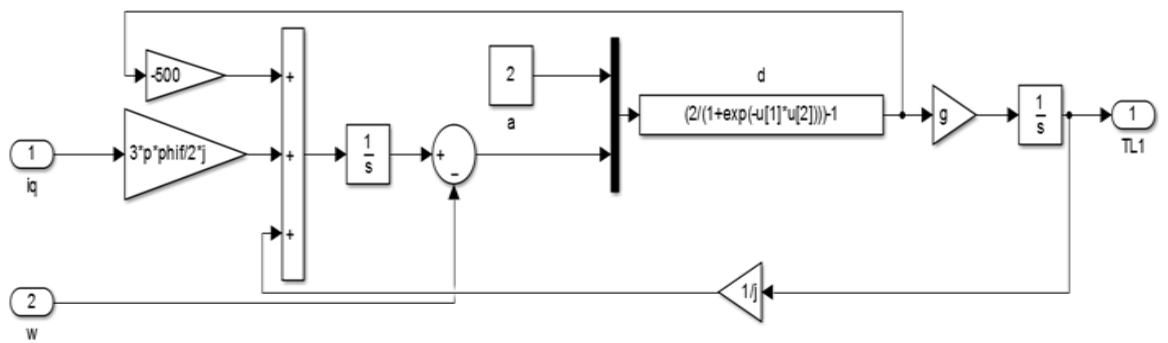 -500
+
2
a
d
(2/(1+exp(-u[1]*u[2])))-1
g
1
s
1
TL1
1
iq
3*p*phif/2*j
+
1
s
+
−
+
1/j
2
w